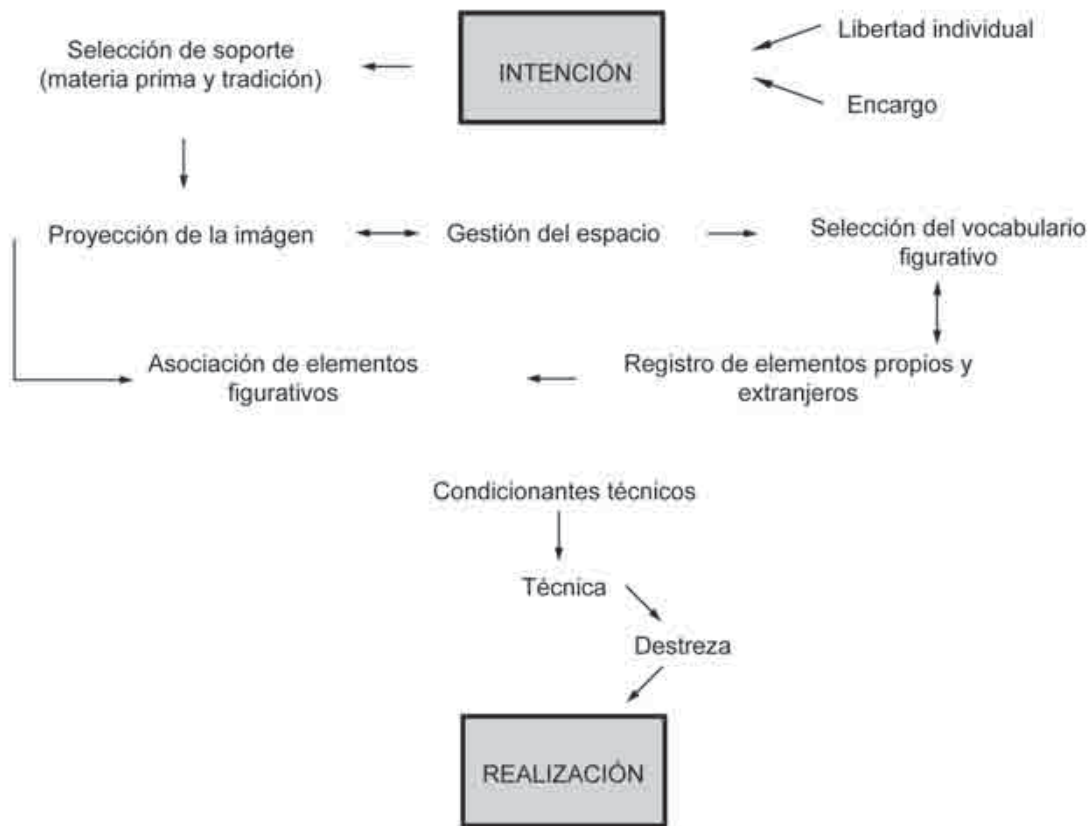 Selección de soporte
(materia prima y tradición)
INTENCIÓN
Libertad individual
Encargo
Proyección de la imágen
Gestión del espacio
Selección del vocabulario
figurativo
Asociación de elementos
figurativos
Registro de elementos propios y
extranjeros
Condicionantes técnicos
Técnica
Destreza
REALIZACIÓN